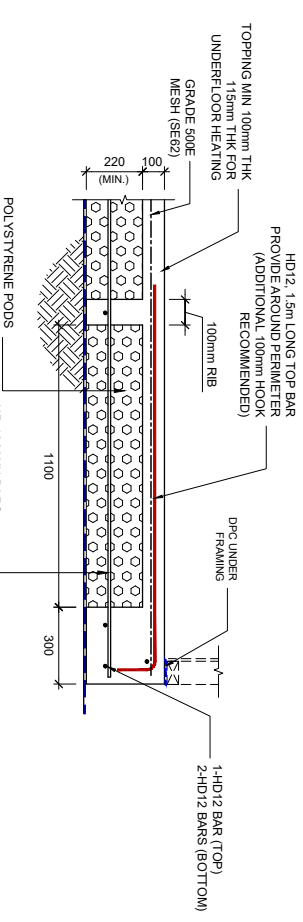 HD12, 1.5m LONG TOP BAR
PROVIDE AROUND PERIMETER
(ADDITIONAL 100mm HOOK
RECOMMENDED)
TOPPING MIN 100mm THK
115mm THK FOR
UNDERFLOOR HEATING
GRADE 500E
MESH (SE62)
100mm RIB
DPC UNDER
FRAMING
220
(MIN.)
100
1100
300
1-HD12 BAR (TOP)
2-HD12 BARS (BOTTOM)
POLYSTYRENE PODS